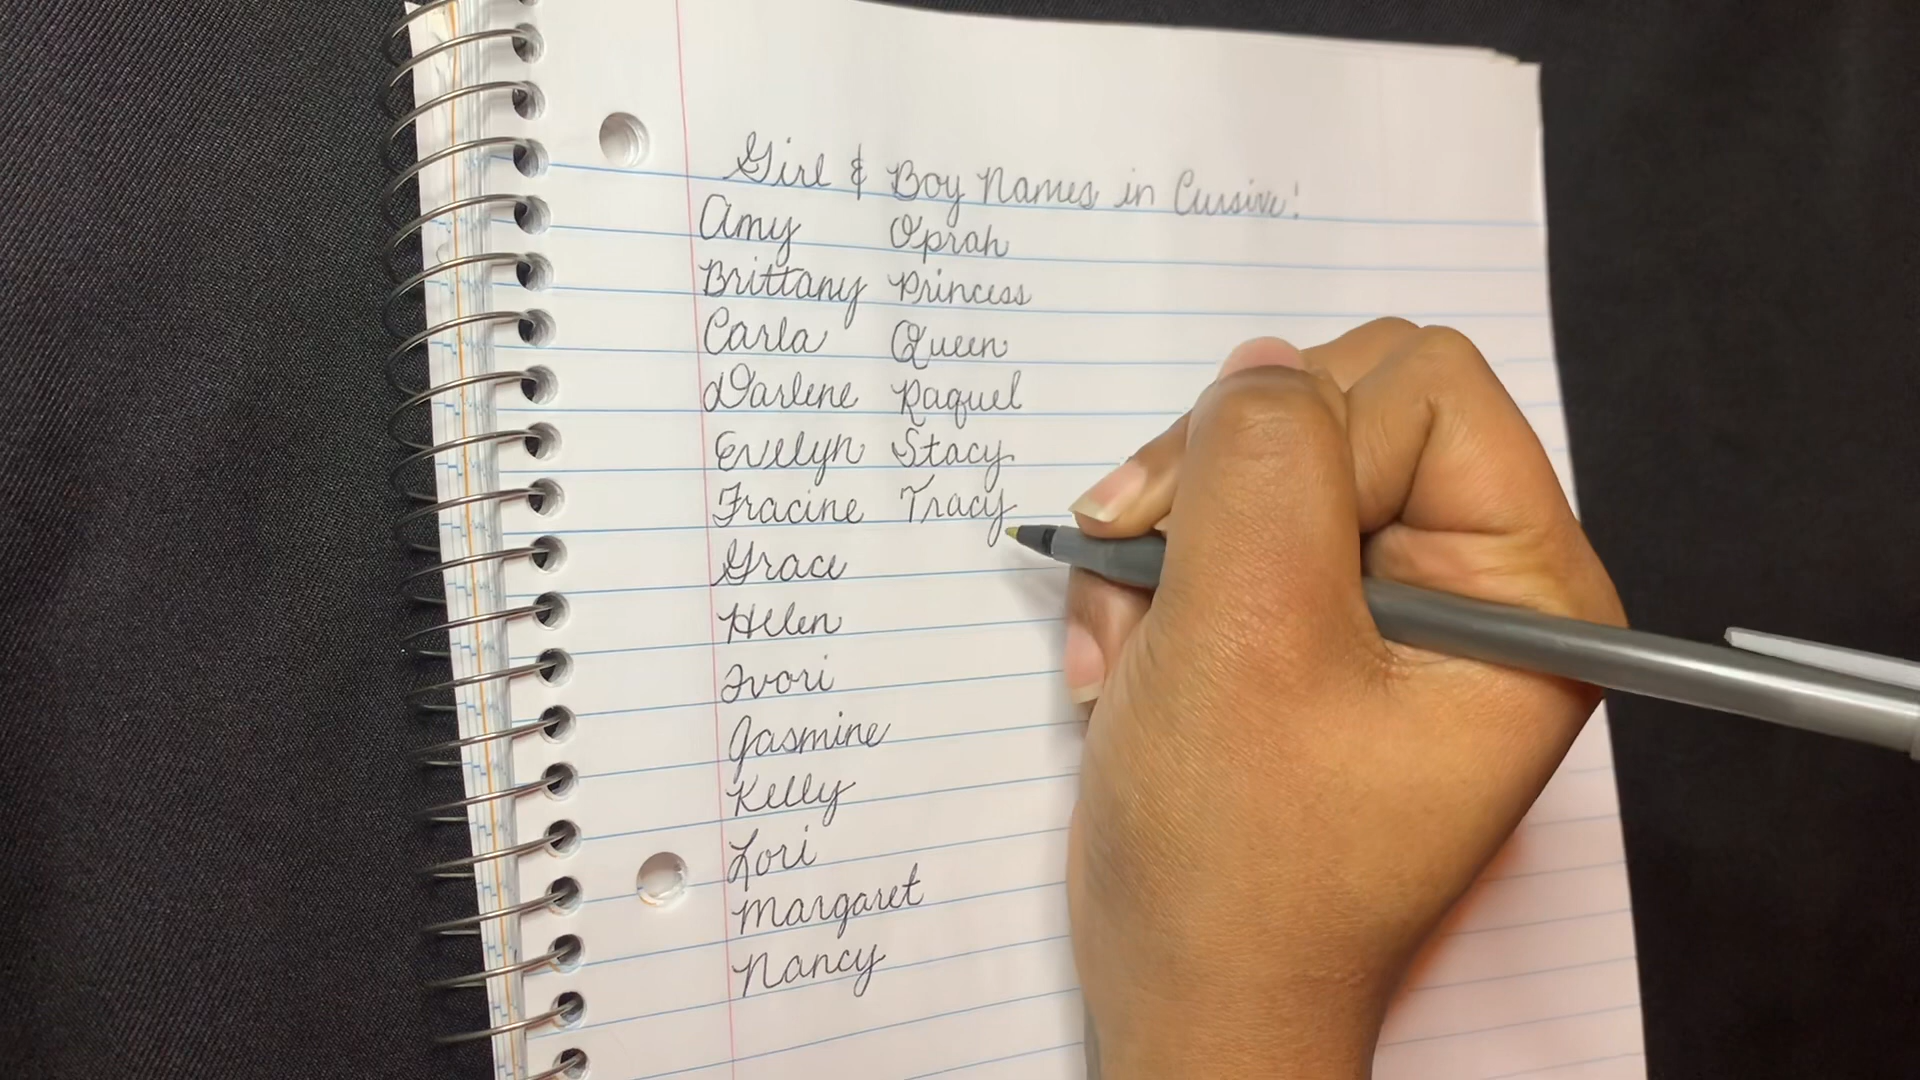 Girl & Boy Names in Cursive!
Amy Oprah
Brittany Princess
Carla Queen
Darlene Raquel
Evelyn Stacy
Fracine Tracy
Grace
Helen
Ivori
Jasmine
Kelly
Lori
Margaret
Nancy